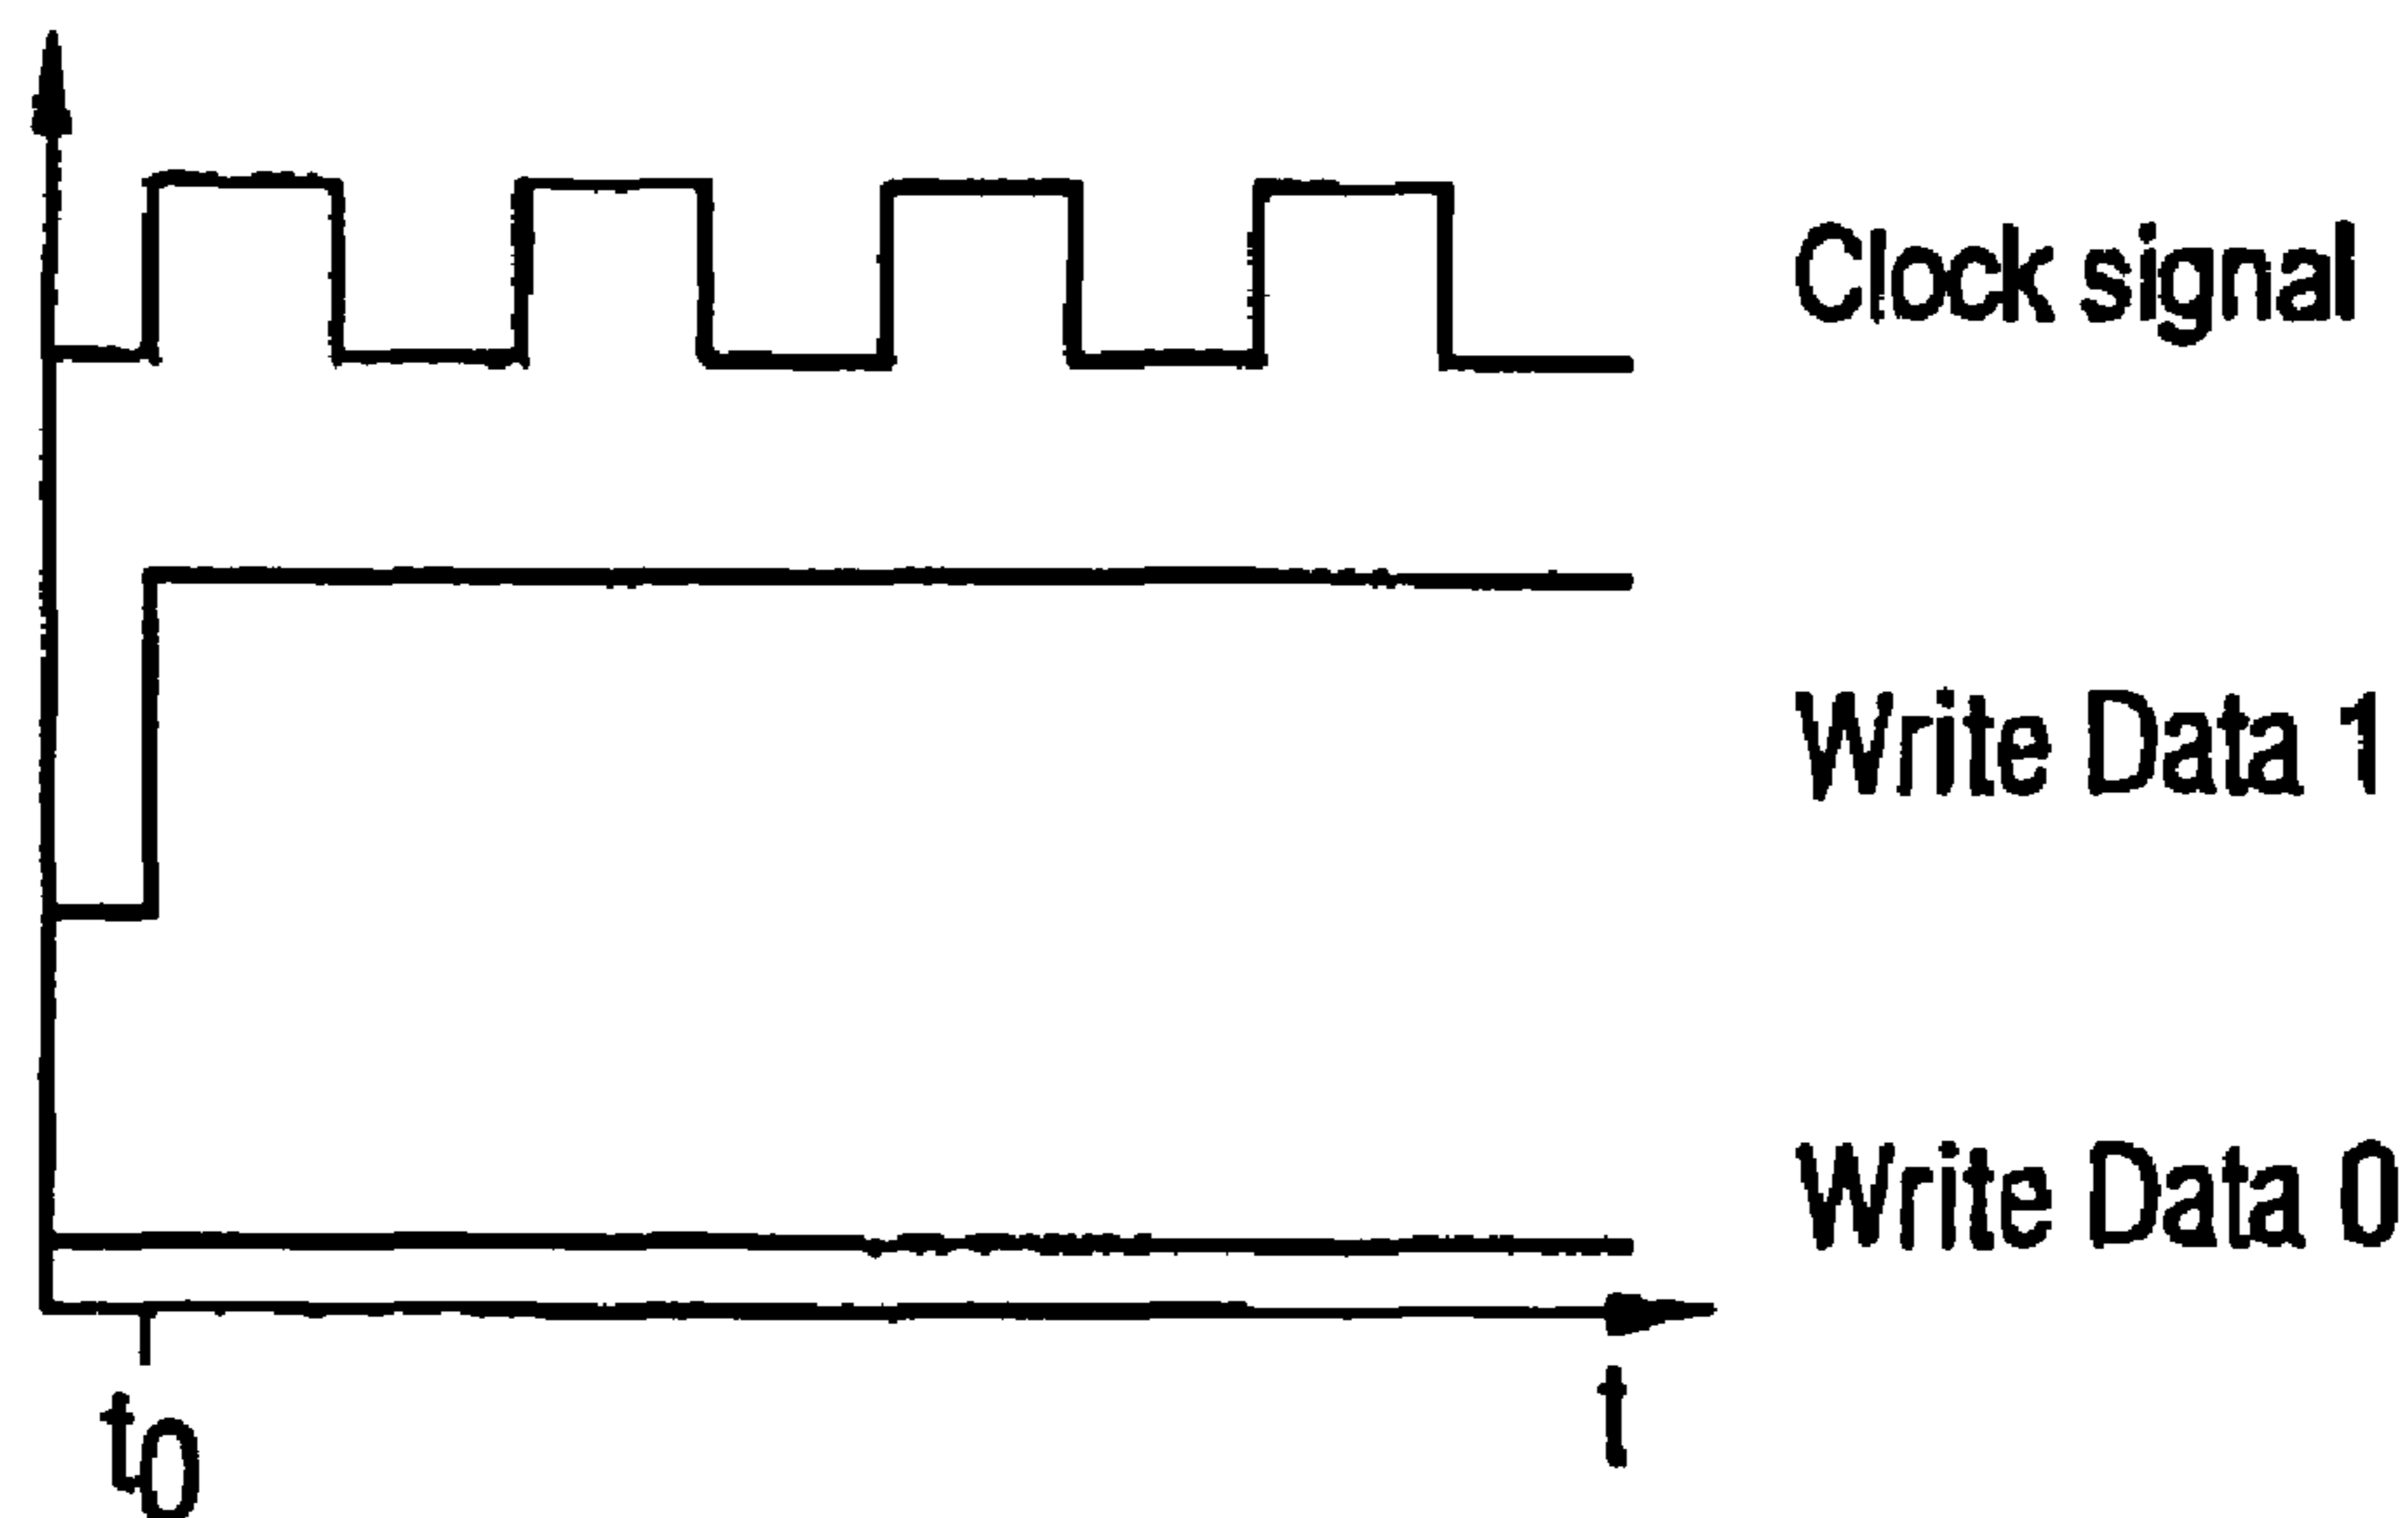 Clock signal
Write Data 1
Write Data 0
t0
t